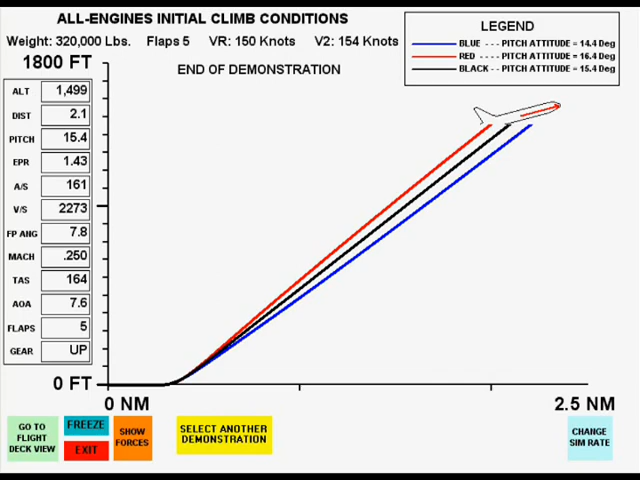 ALL-ENGINES INITIAL CLIMB CONDITIONS
Weight: 320,000 Lbs. Flaps 5 VR: 150 Knots V2: 154 Knots
LEGEND
BLUE - - - PITCH ATTITUDE = 14.4 Deg
RED - - - - PITCH ATTITUDE = 16.4 Deg
BLACK - - - PITCH ATTITUDE = 15.4 Deg
1800 FT
END OF DEMONSTRATION
ALT 1,499
DIST 2.1
PITCH 15.4
EPR 1.43
A/S 161
V/S 2273
FP ANG 7.8
MACH .250
TAS 164
AOA 7.6
FLAPS 5
GEAR UP
0 FT
0 NM
2.5 NM
GO TO
FLIGHT
DECK VIEW
FREEZE
EXIT
SHOW
FORCES
SELECT ANOTHER
DEMONSTRATION
CHANGE
SIM RATE